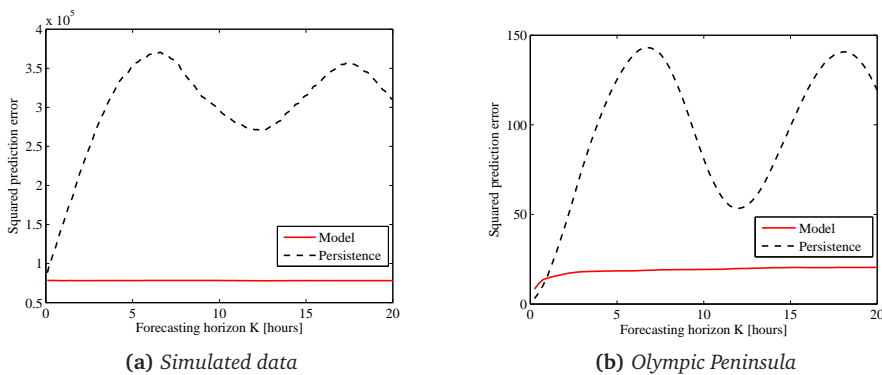 x 10⁵
4
3.5
3
2.5
2
1.5
1
0.5
Squared prediction error
Model
Persistence
0 5 10 15 20
Forecasting horizon K [hours]
(a) Simulated data
150
100
50
0
Squared prediction error
Model
Persistence
0 5 10 15 20
Forecasting horizon K [hours]
(b) Olympic Peninsula